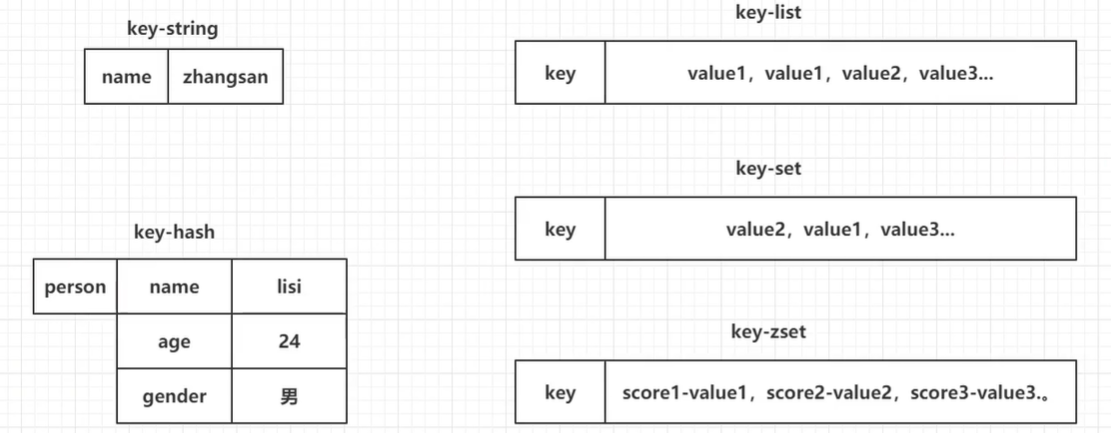 key-string
name zhangsan
key-hash
person name lisi
age 24
gender 男
key-list
key value1，value1，value2，value3...
key-set
key value2，value1，value3...
key-zset
key score1-value1，score2-value2，score3-value3.。